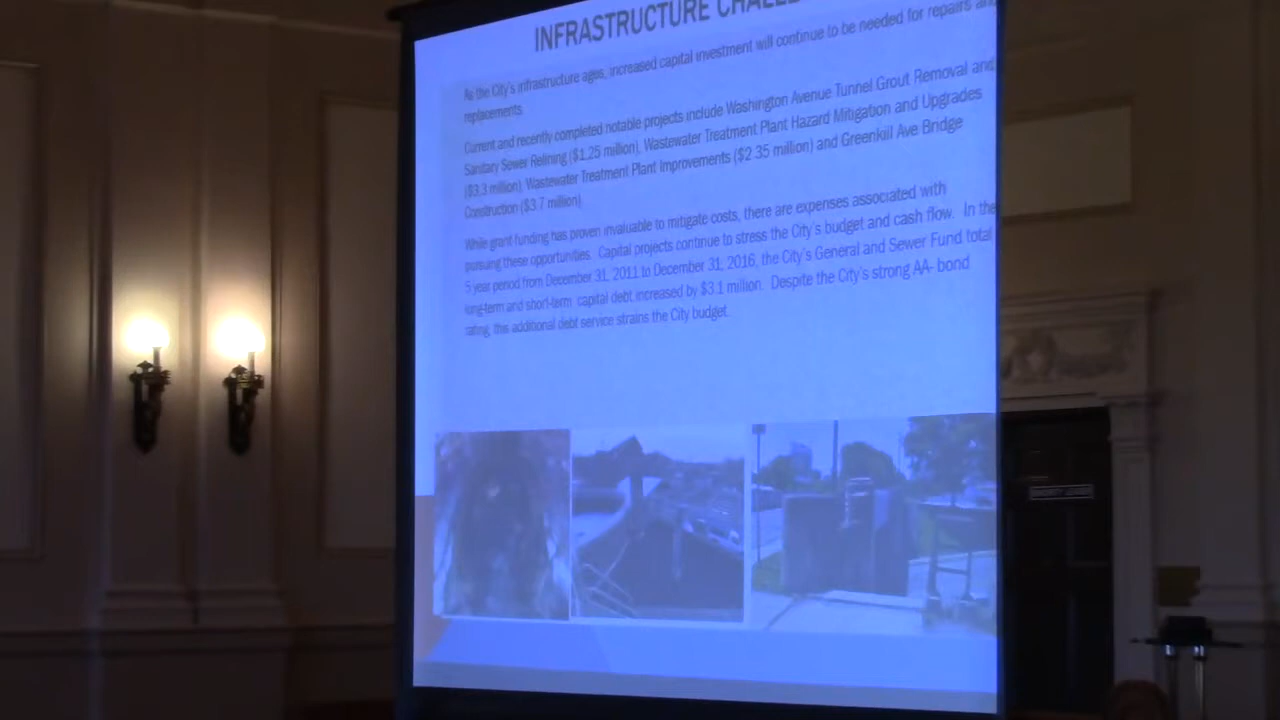 INFRASTRUCTURE CHALLE
As the City's infrastructure ages, increased capital investment will continue to be needed for repairs and
replacements.
Current and recently completed notable projects include Washington Avenue Tunnel Grout Removal and
Sanitary Sewer Relining ($1.25 million), Wastewater Treatment Plant Hazard Mitigation and Upgrades
($3.3 million), Wastewater Treatment Plant Improvements ($2.35 million) and Greenkill Ave Bridge
Construction ($3.7 million).
While grant funding has proven invaluable to mitigate costs, there are expenses associated with
pursuing these opportunities. Capital projects continue to stress the City's budget and cash flow. In the
5 year period from December 31, 2011 to December 31, 2016, the City's General and Sewer Fund total
long-term and short-term capital debt increased by $3.1 million. Despite the City's strong AA- bond
rating, this additional debt service strains the City budget.